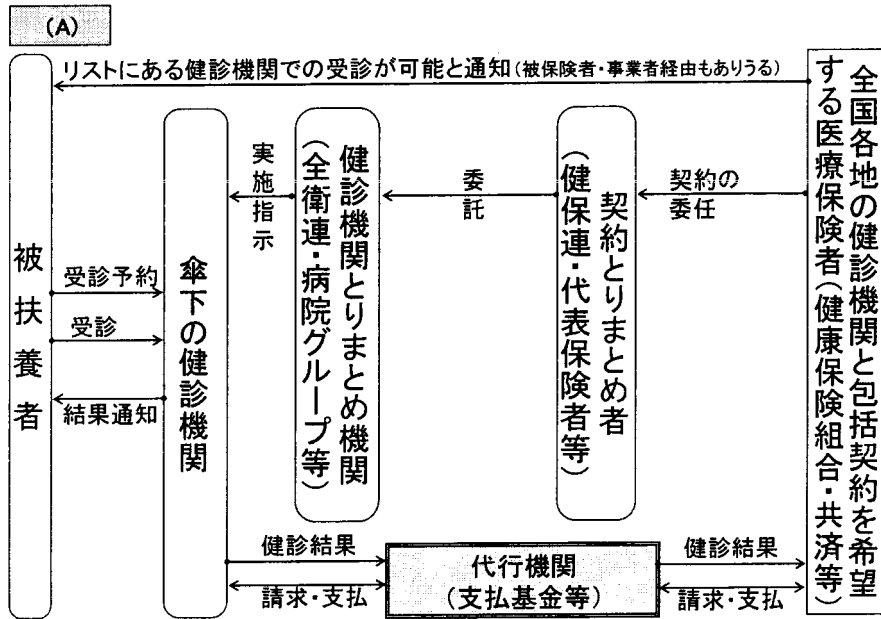 (A)
リストにある健診機関での受診が可能と通知(被保険者・事業者経由もありうる)
被扶養者
受診予約
受診
結果通知
傘下の健診機関
実施指示
健診機関とりまとめ機関
(全衛連・病院グループ等)
委託
契約とりまとめ者
(健保連・代表保険者等)
契約の
委任
全国各地の健診機関と包括契約を希望
する医療保険者(健康保険組合・共済等)
健診結果
請求・支払
代行機関
(支払基金等)
健診結果
請求・支払